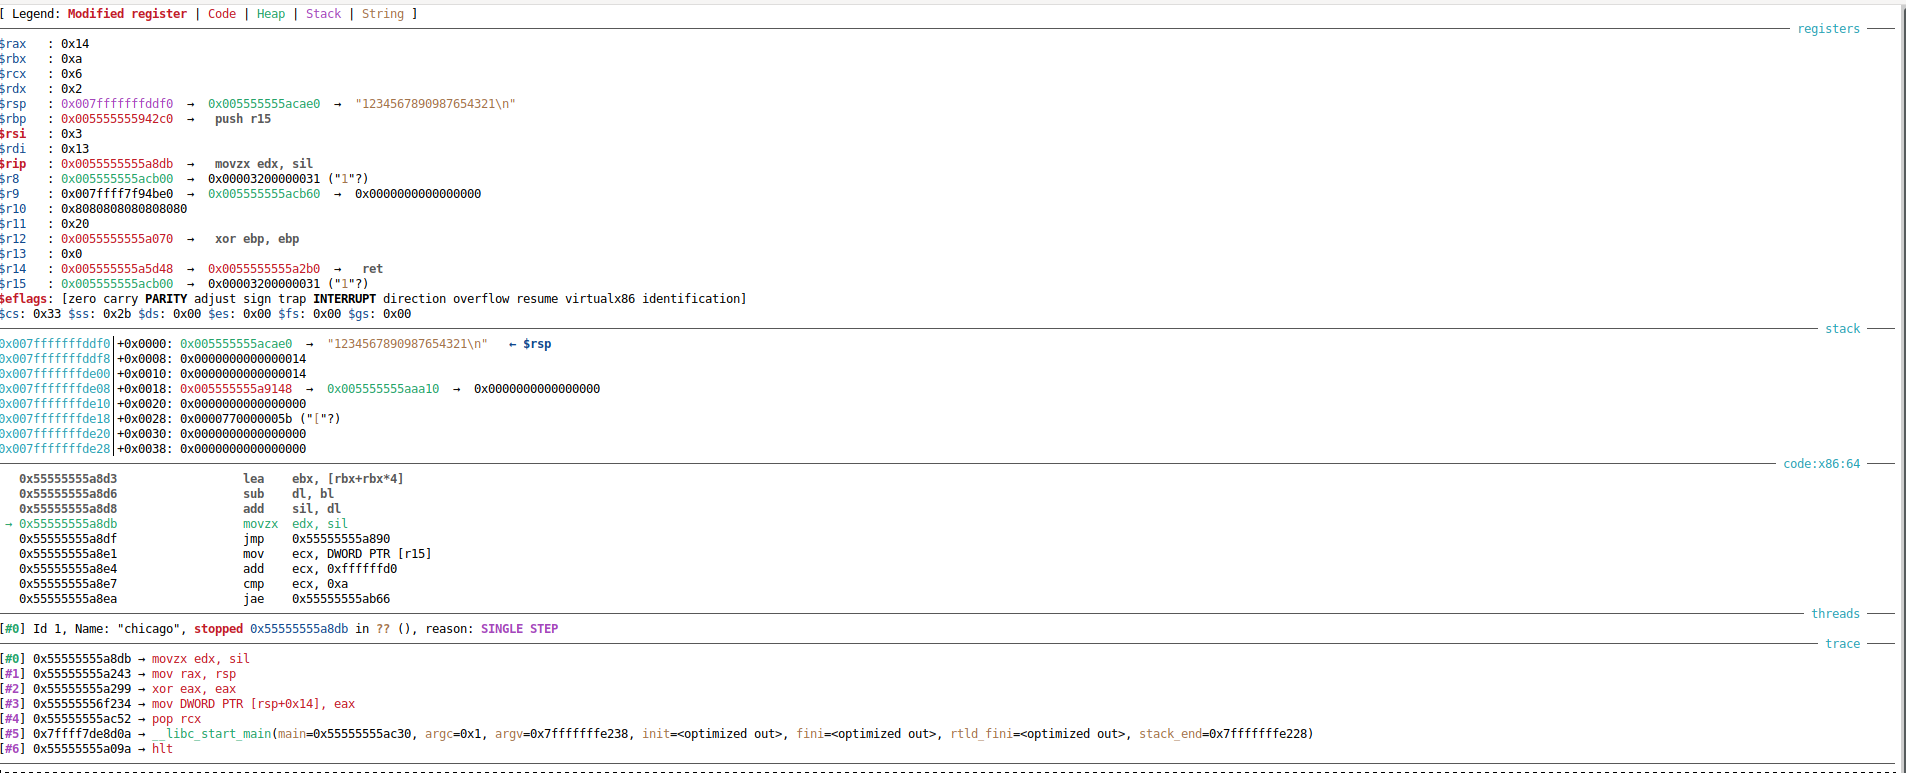 [ Legend: Modified register | Code | Heap | Stack | String ]
registers
$rax   : 0x14
$rbx   : 0xa
$rcx   : 0x6
$rdx   : 0x2
$rsp   : 0x007fffffffddf0  →  0x005555555acae0  →  "1234567890987654321\n"
$rbp   : 0x005555555942c0  →   push r15
$rsi   : 0x3
$rdi   : 0x13
$rip   : 0x0055555555a8db  →   movzx edx, sil
$r8    : 0x005555555acb00  →  0x00003200000031 ("1"?)
$r9    : 0x007ffff7f94be0  →  0x005555555acb60  →  0x0000000000000000
$r10   : 0x8080808080808080
$r11   : 0x20
$r12   : 0x0055555555a070  →   xor ebp, ebp
$r13   : 0x0
$r14   : 0x005555555a5d48  →  0x0055555555a2b0  →   ret
$r15   : 0x005555555acb00  →  0x00003200000031 ("1"?)
$eflags: [zero carry PARITY adjust sign trap INTERRUPT direction overflow resume virtualx86 identification]
$cs: 0x33 $ss: 0x2b $ds: 0x00 $es: 0x00 $fs: 0x00 $gs: 0x00
stack
0x007fffffffddf0│+0x0000: 0x005555555acae0  →  "1234567890987654321\n"   ← $rsp
0x007fffffffddf8│+0x0008: 0x0000000000000014
0x007fffffffde00│+0x0010: 0x0000000000000014
0x007fffffffde08│+0x0018: 0x005555555a9148  →  0x005555555aaa10  →  0x0000000000000000
0x007fffffffde10│+0x0020: 0x0000000000000000
0x007fffffffde18│+0x0028: 0x0000770000005b ("["?)
0x007fffffffde20│+0x0030: 0x0000000000000000
0x007fffffffde28│+0x0038: 0x0000000000000000
code:x86:64
0x55555555a8d3                  lea    ebx, [rbx+rbx*4]
0x55555555a8d6                  sub    dl, bl
0x55555555a8d8                  add    sil, dl
→ 0x55555555a8db                  movzx  edx, sil
0x55555555a8df                  jmp    0x55555555a890
0x55555555a8e1                  mov    ecx, DWORD PTR [r15]
0x55555555a8e4                  add    ecx, 0xffffffd0
0x55555555a8e7                  cmp    ecx, 0xa
0x55555555a8ea                  jae    0x55555555ab66
threads
[#0] Id 1, Name: "chicago", stopped 0x55555555a8db in ?? (), reason: SINGLE STEP
trace
[#0] 0x55555555a8db → movzx edx, sil
[#1] 0x55555555a243 → mov rax, rsp
[#2] 0x55555555a299 → xor eax, eax
[#3] 0x55555556f234 → mov DWORD PTR [rsp+0x14], eax
[#4] 0x55555555ac52 → pop rcx
[#5] 0x7ffff7de8d0a → __libc_start_main(main=0x55555555ac30, argc=0x1, argv=0x7fffffffe238, init=<optimized out>, fini=<optimized out>, rtld_fini=<optimized out>, stack_end=0x7fffffffe228)
[#6] 0x55555555a09a → hlt